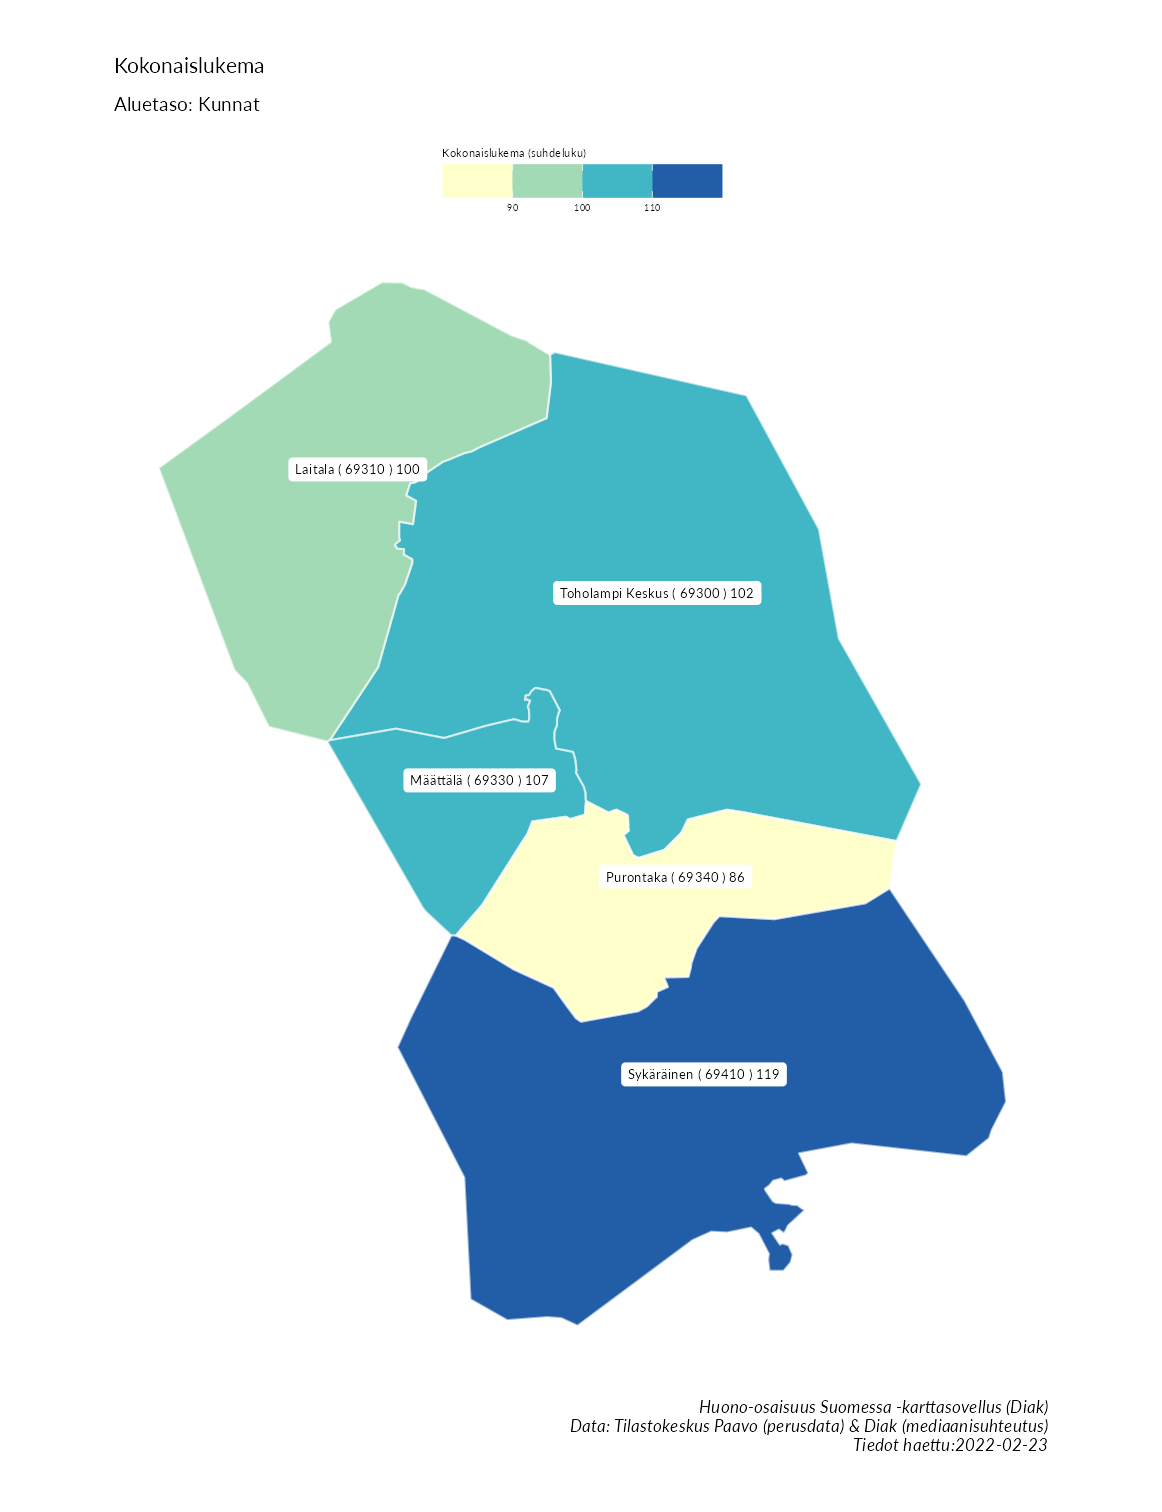 Kokonaislukema
Aluetaso: Kunnat
Kokonaislukema (suhdeluku)
90 100 110
Laitala ( 69310 ) 100
Toholampi Keskus ( 69300 ) 102
Määttälä ( 69330 ) 107
Purontaka ( 69340 ) 86
Sykäräinen ( 69410 ) 119
Huono-osaisuus Suomessa -karttasovellus (Diak)
Data: Tilastokeskus Paavo (perusdata) & Diak (mediaanisuhteutus)
Tiedot haettu:2022-02-23